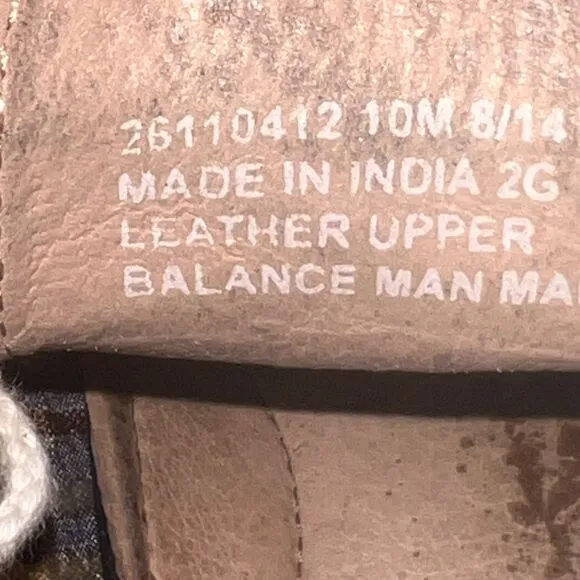 26110412 10M 8/14
MADE IN INDIA 2G
LEATHER UPPER
BALANCE MAN MA